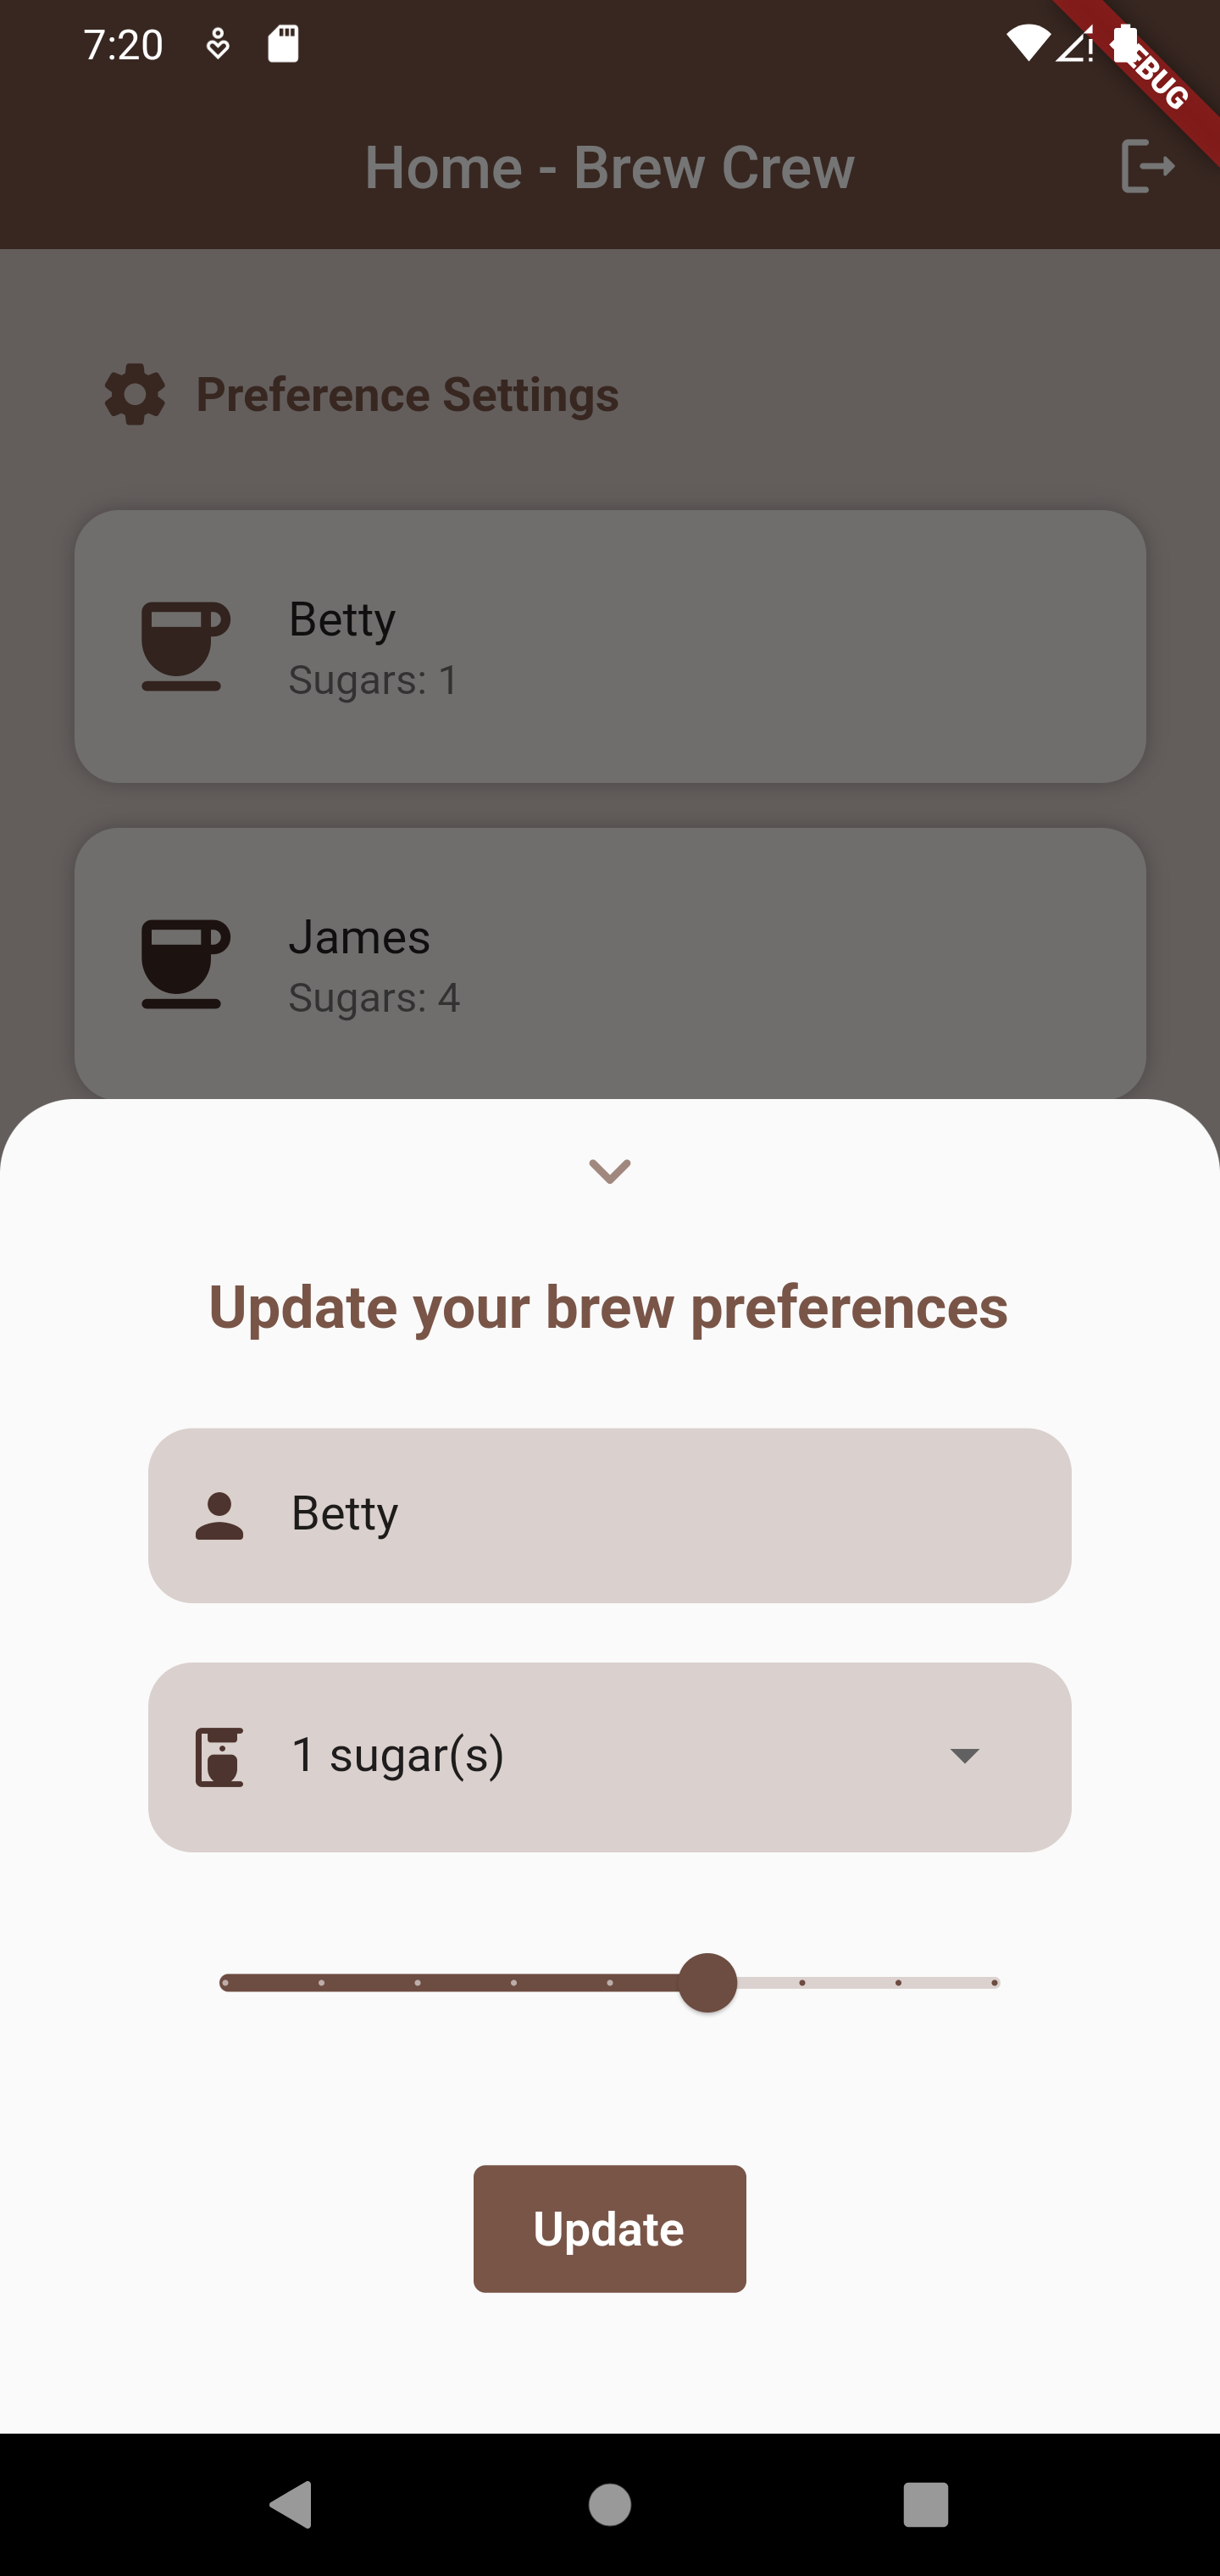 7:20
DEBUG
Home - Brew Crew
Preference Settings
Betty
Sugars: 1
James
Sugars: 4
Update your brew preferences
Betty
1 sugar(s)
Update